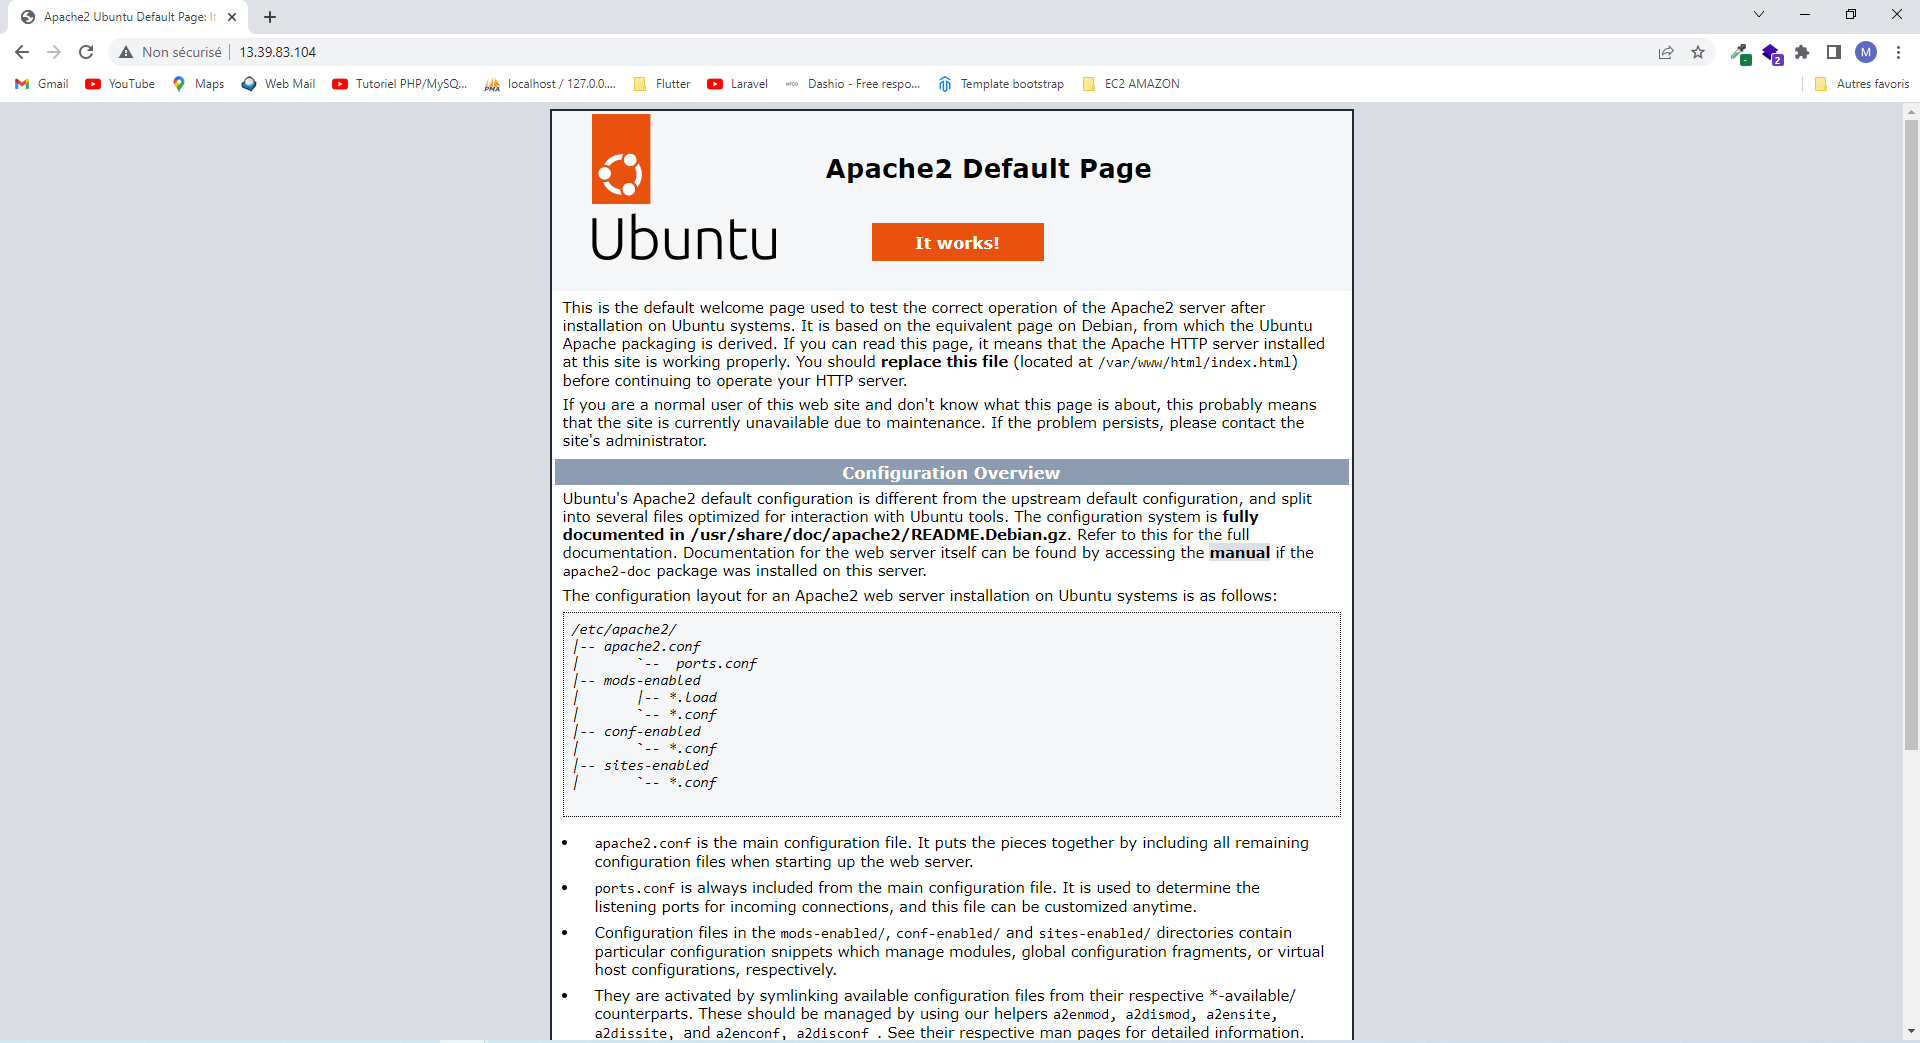 Apache2 Ubuntu Default Page: It
Non sécurisé 13.39.83.104
2
M
Gmail YouTube Maps Web Mail Tutoriel PHP/MySQ... localhost / 127.0.0.... Flutter Laravel Dashio - Free respo... Template bootstrap EC2 AMAZON Autres favoris
Ubuntu
Apache2 Default Page
It works!
This is the default welcome page used to test the correct operation of the Apache2 server after
installation on Ubuntu systems. It is based on the equivalent page on Debian, from which the Ubuntu
Apache packaging is derived. If you can read this page, it means that the Apache HTTP server installed
at this site is working properly. You should replace this file (located at /var/www/html/index.html)
before continuing to operate your HTTP server.
If you are a normal user of this web site and don't know what this page is about, this probably means
that the site is currently unavailable due to maintenance. If the problem persists, please contact the
site's administrator.
Configuration Overview
Ubuntu's Apache2 default configuration is different from the upstream default configuration, and split
into several files optimized for interaction with Ubuntu tools. The configuration system is fully
documented in /usr/share/doc/apache2/README.Debian.gz. Refer to this for the full
documentation. Documentation for the web server itself can be found by accessing the manual if the
apache2-doc package was installed on this server.
The configuration layout for an Apache2 web server installation on Ubuntu systems is as follows:
/etc/apache2/
|-- apache2.conf
|       `--  ports.conf
|-- mods-enabled
|       |-- *.load
|       `-- *.conf
|-- conf-enabled
|       `-- *.conf
|-- sites-enabled
|       `-- *.conf
• apache2.conf is the main configuration file. It puts the pieces together by including all remaining
configuration files when starting up the web server.
• ports.conf is always included from the main configuration file. It is used to determine the
listening ports for incoming connections, and this file can be customized anytime.
• Configuration files in the mods-enabled/, conf-enabled/ and sites-enabled/ directories contain
particular configuration snippets which manage modules, global configuration fragments, or virtual
host configurations, respectively.
• They are activated by symlinking available configuration files from their respective *-available/
counterparts. These should be managed by using our helpers a2enmod, a2dismod, a2ensite,
a2dissite, and a2enconf, a2disconf . See their respective man pages for detailed information.